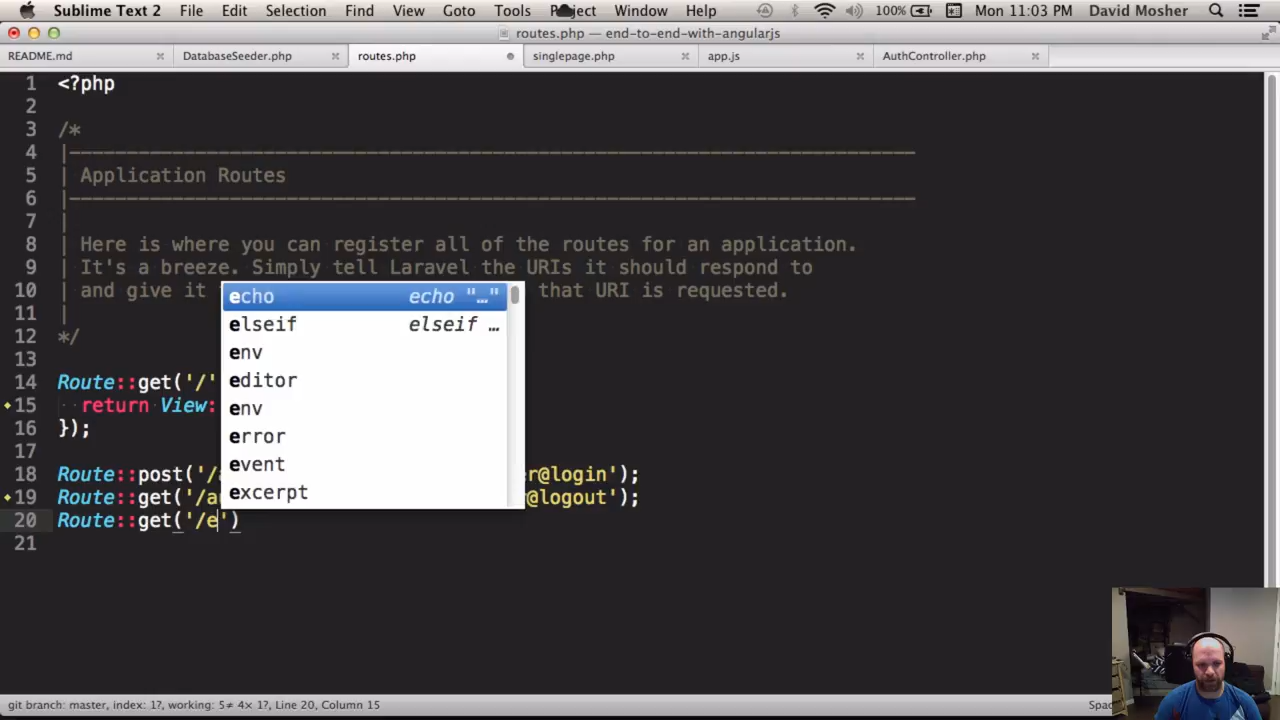 Sublime Text 2 File Edit Selection Find View Goto Tools Project Window Help 100% Mon 11:03 PM David Mosher
routes.php — end-to-end-with-angularjs
README.md DatabaseSeeder.php routes.php singlepage.php app.js AuthController.php
1 <?php
2
3 /*
4 |--------------------------------------------------------------------------
5 | Application Routes
6 |--------------------------------------------------------------------------
7 |
8 | Here is where you can register all of the routes for an application.
9 | It's a breeze. Simply tell Laravel the URIs it should respond to
10 | and give it that URI is requested.
11 |
12 */
13
14 Route::get('/'
15 return View:
16 });
17
18 Route::post('/a r@login');
19 Route::get('/a @logout');
20 Route::get('/e')
21
echo echo "…"
elseif elseif …
env
editor
env
error
event
excerpt
git branch: master, index: 17, working: 5≠ 4× 17, Line 20, Column 15 Spac